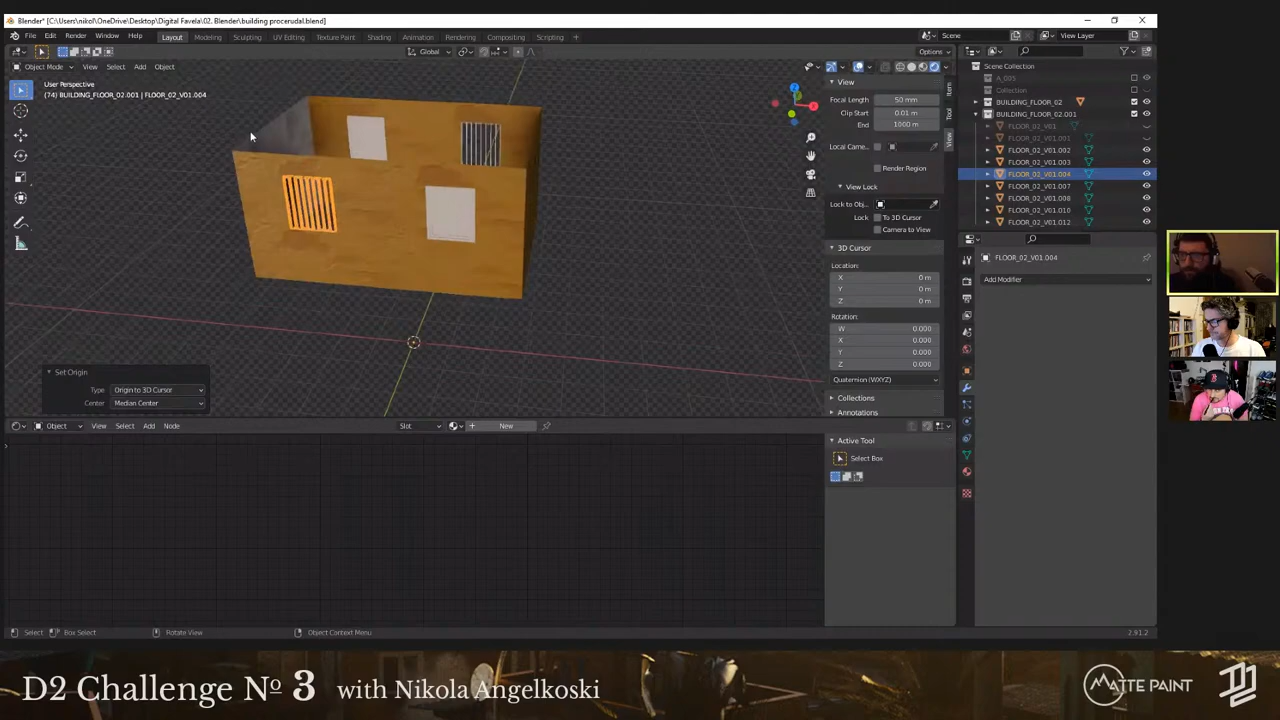 Blender* [C:\Users\nikol\OneDrive\Desktop\Digital Favela\02. Blender\building procerudal.blend]
File Edit Render Window Help Layout Modeling Sculpting UV Editing Texture Paint Shading Animation Rendering Compositing Scripting + Scene View Layer
Global Options
Object Mode View Select Add Object
User Perspective
(74) BUILDING_FLOOR_02.001 | FLOOR_02_V01.004
View
Focal Length 50 mm
Clip Start 0.01 m
End 1000 m
Local Came..
Render Region
View Lock
Lock to Obj..
Lock To 3D Cursor
Camera to View
3D Cursor
Location:
X 0 m
Y 0 m
Z 0 m
Rotation:
W 0.000
X 0.000
Y 0.000
Z 0.000
Quaternion (WXYZ)
Collections
Annotations
Item
Tool
View
Scene Collection
A_005
Collection
BUILDING_FLOOR_02
BUILDING_FLOOR_02.001
FLOOR_02_V01
FLOOR_02_V01.001
FLOOR_02_V01.002
FLOOR_02_V01.003
FLOOR_02_V01.004
FLOOR_02_V01.007
FLOOR_02_V01.008
FLOOR_02_V01.010
FLOOR_02_V01.012
FLOOR_02_V01.004
Add Modifier
Set Origin
Type Origin to 3D Cursor
Center Median Center
Object View Select Add Node Slot New
Active Tool
Select Box
Select Box Select Rotate View Object Context Menu 2.91.2
D2 Challenge Nº 3 with Nikola Angelkoski
MATTE PAINT